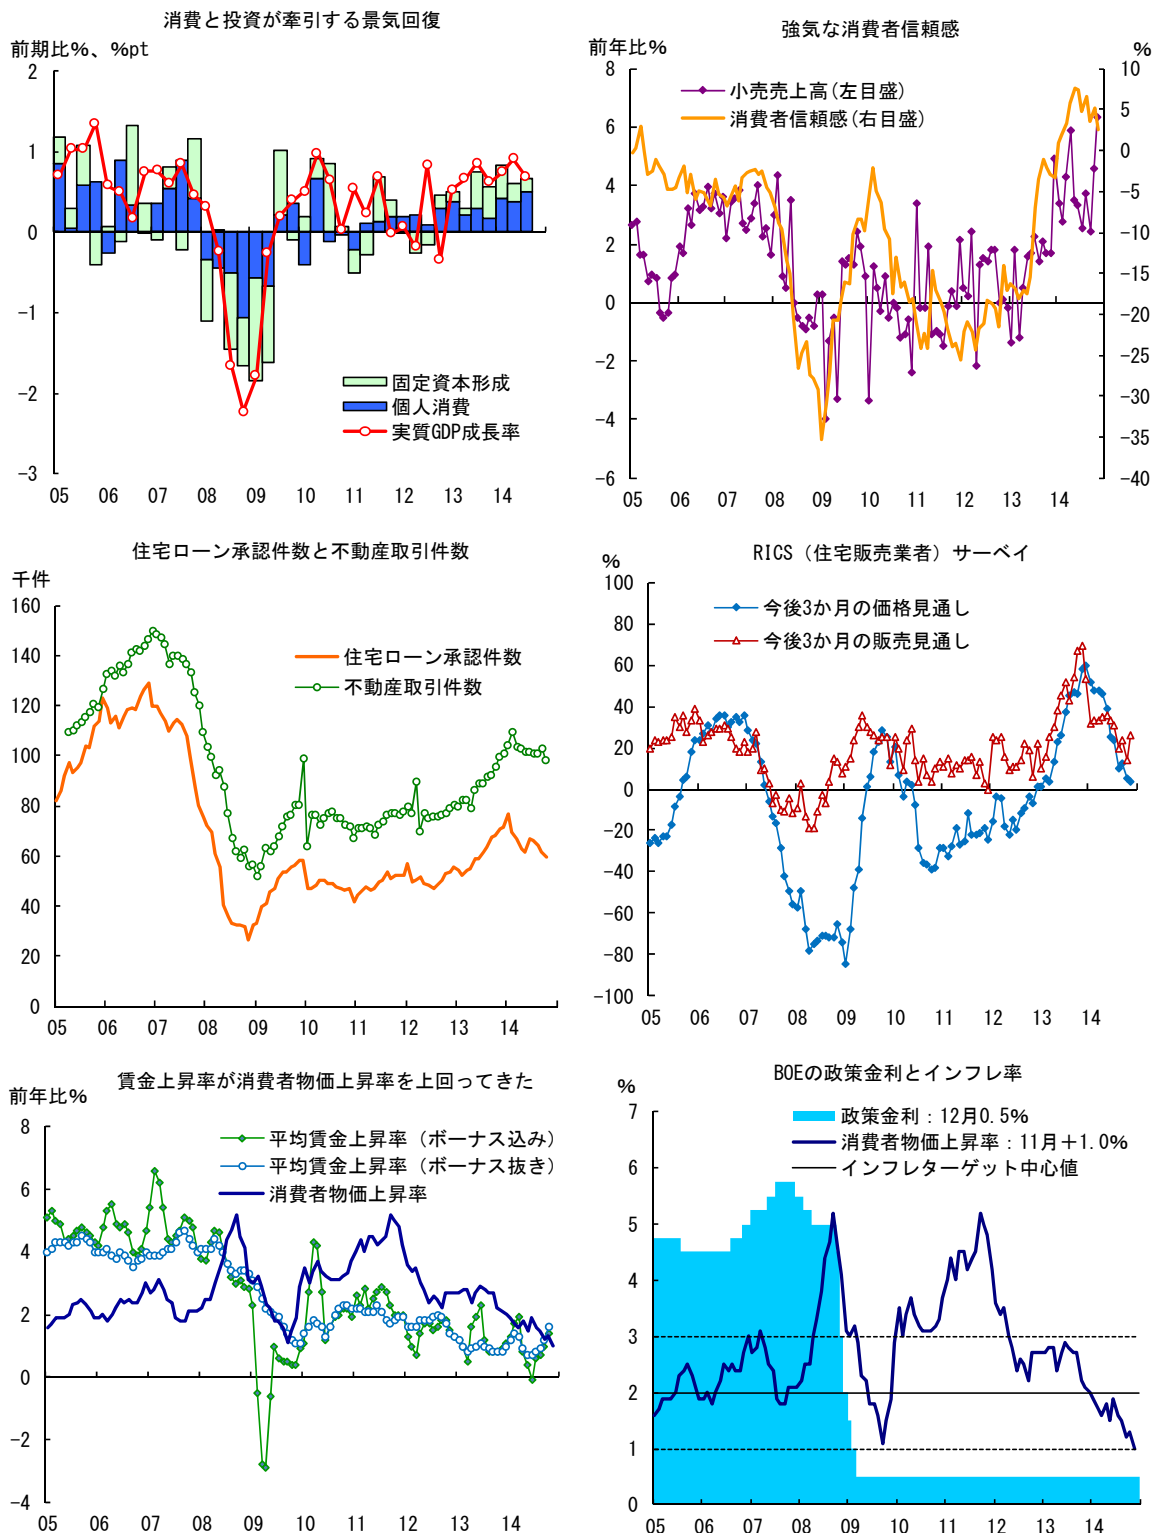 消費と投資が牽引する景気回復
前期比%、%pt
2
1
0
-1
-2
-3
固定資本形成
個人消費
実質GDP成長率
05 06 07 08 09 10 11 12 13 14
強気な消費者信頼感
前年比%
%
8
6
4
2
0
-2
-4
-6
10
5
0
-5
-10
-15
-20
-25
-30
-35
-40
小売売上高(左目盛)
消費者信頼感(右目盛)
05 06 07 08 09 10 11 12 13 14
住宅ローン承認件数と不動産取引件数
千件
160
140
120
100
80
60
40
20
0
住宅ローン承認件数
不動産取引件数
05 06 07 08 09 10 11 12 13 14
RICS（住宅販売業者）サーベイ
%
100
80
60
40
20
0
-20
-40
-60
-80
-100
今後3か月の価格見通し
今後3か月の販売見通し
05 06 07 08 09 10 11 12 13 14
賃金上昇率が消費者物価上昇率を上回ってきた
前年比%
8
6
4
2
0
-2
-4
平均賃金上昇率（ボーナス込み）
平均賃金上昇率（ボーナス抜き）
消費者物価上昇率
05 06 07 08 09 10 11 12 13 14
BOEの政策金利とインフレ率
%
7
6
5
4
3
2
1
0
政策金利：12月0.5%
消費者物価上昇率：11月＋1.0%
インフレターゲット中心値
05 06 07 08 09 10 11 12 13 14